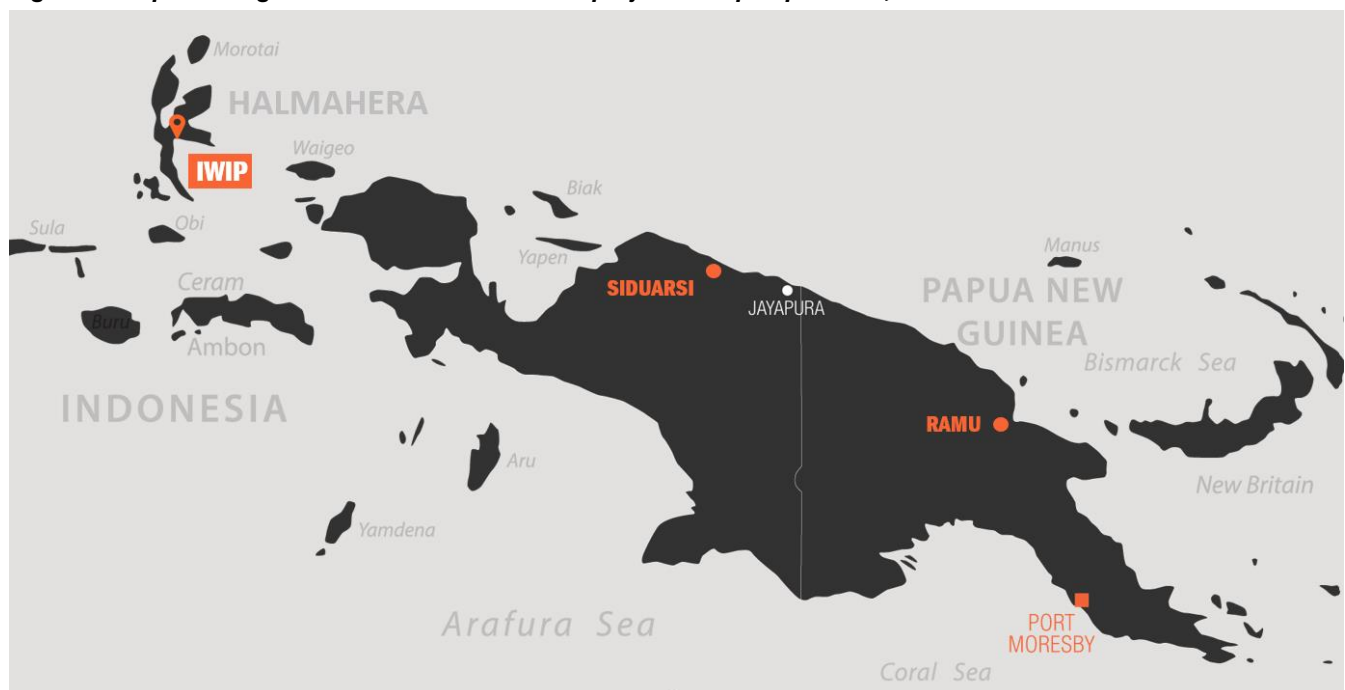 Morotai
HALMAHERA
IWIP
Waigeo
Biak
Sula
Obi
Yapen
Manus
Ceram
SIDUARSI
JAYAPURA
PAPUA NEW
GUINEA
Buru
Ambon
Bismarck Sea
INDONESIA
RAMU
Aru
New Britain
Yamdena
Arafura Sea
PORT
MORESBY
Coral Sea